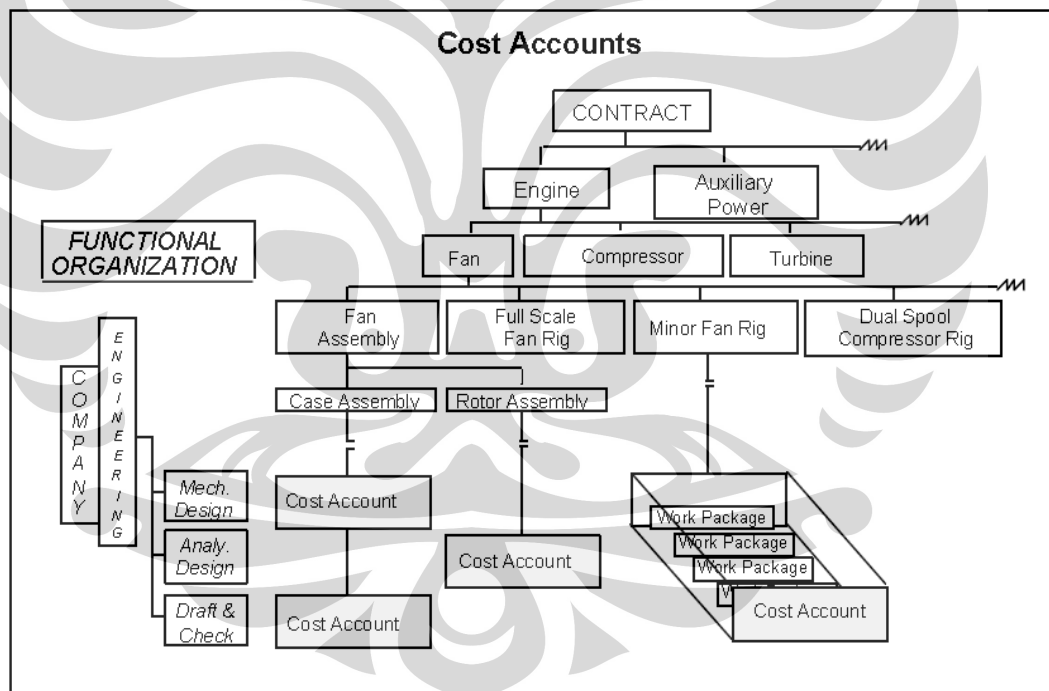 Cost Accounts
CONTRACT
Engine
Auxiliary
Power
FUNCTIONAL
ORGANIZATION
Fan
Compressor
Turbine
Fan
Assembly
Full Scale
Fan Rig
Minor Fan Rig
Dual Spool
Compressor Rig
COMPANY
ENGINEERING
Case Assembly
Rotor Assembly
Mech.
Design
Cost Account
Work Package
Work Package
Work Package
Analy.
Design
Cost Account
Draft &
Check
Cost Account
Cost Account